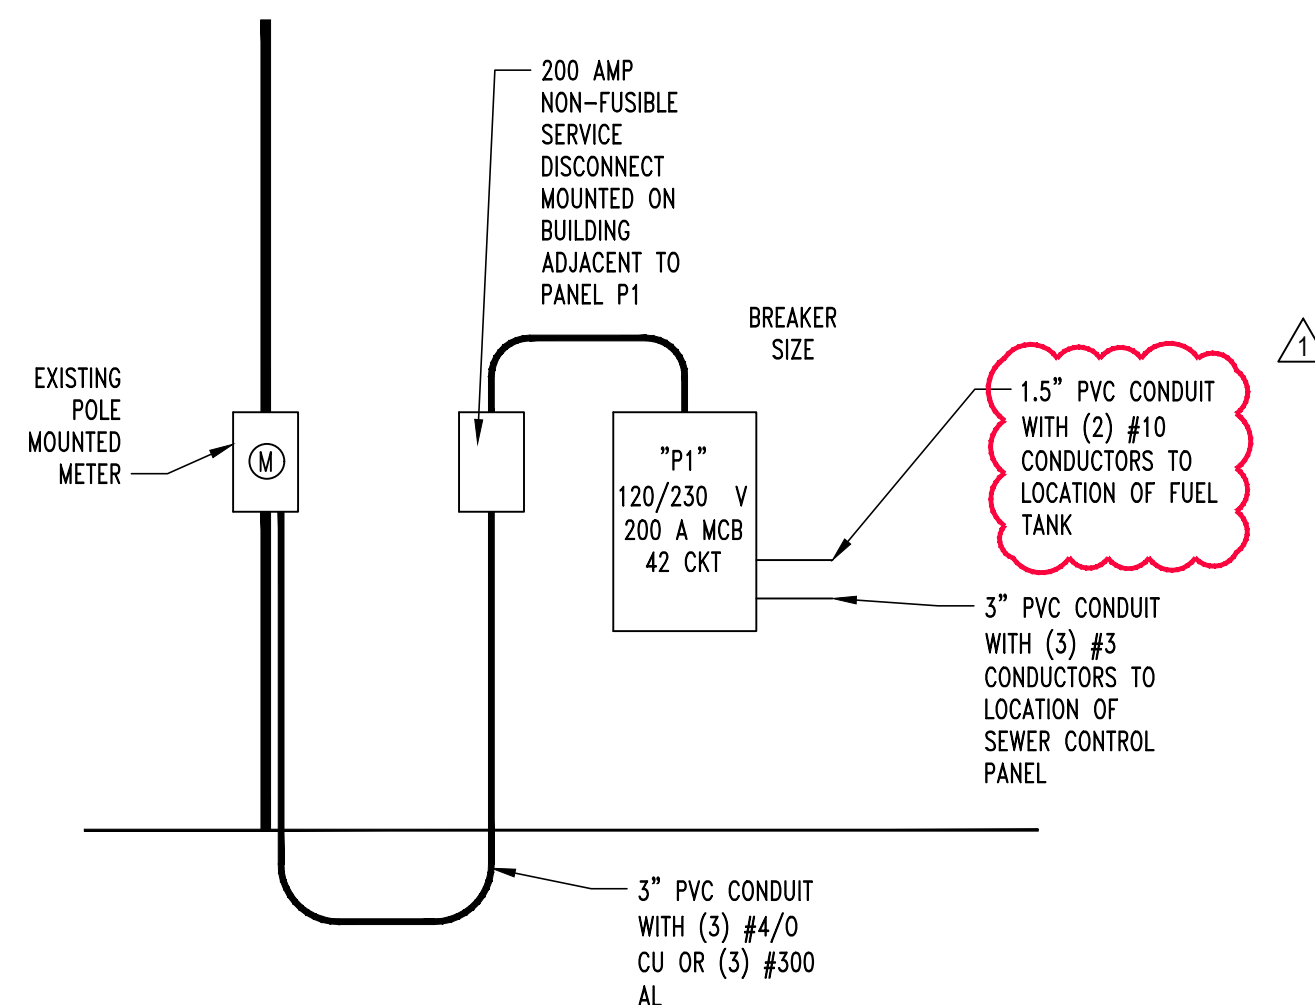 200 AMP
NON-FUSIBLE
SERVICE
DISCONNECT
MOUNTED ON
BUILDING
ADJACENT TO
PANEL P1
BREAKER
SIZE
1
EXISTING
POLE
MOUNTED
METER
M
"P1"
120/230 V
200 A MCB
42 CKT
1.5" PVC CONDUIT
WITH (2) #10
CONDUCTORS TO
LOCATION OF FUEL
TANK
3" PVC CONDUIT
WITH (3) #3
CONDUCTORS TO
LOCATION OF
SEWER CONTROL
PANEL
3" PVC CONDUIT
WITH (3) #4/0
CU OR (3) #300
AL